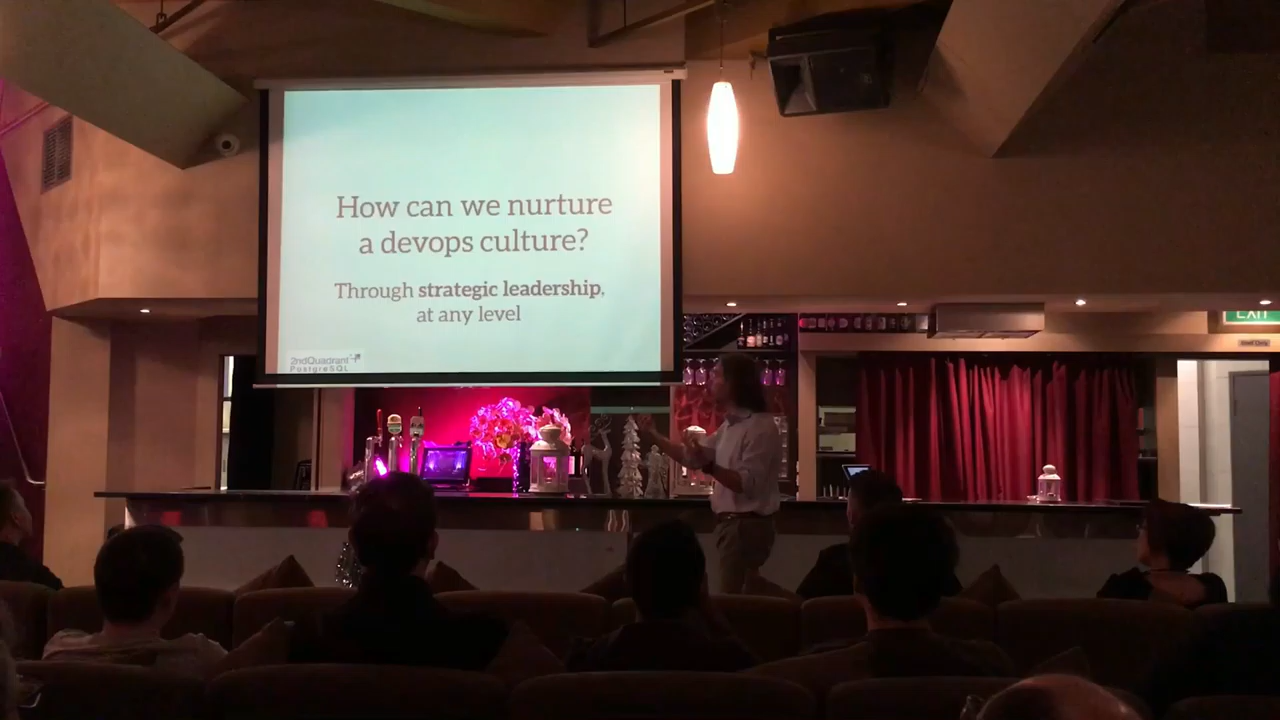 How can we nurture
a devops culture?
Through strategic leadership,
at any level
2ndQuadrant
PostgreSQL
EXIT